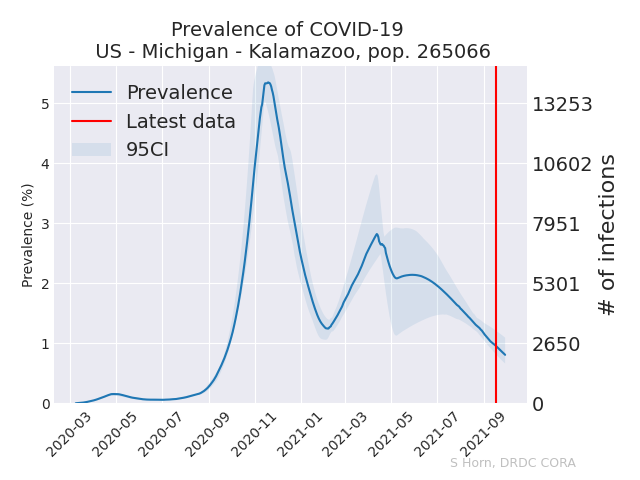 Prevalence of COVID-19
US - Michigan - Kalamazoo, pop. 265066
Prevalence
Latest data
95CI
Prevalence (%)
5
4
3
2
1
0
13253
10602
7951
5301
2650
0
# of infections
2020-03
2020-05
2020-07
2020-09
2020-11
2021-01
2021-03
2021-05
2021-07
2021-09
S Horn, DRDC CORA